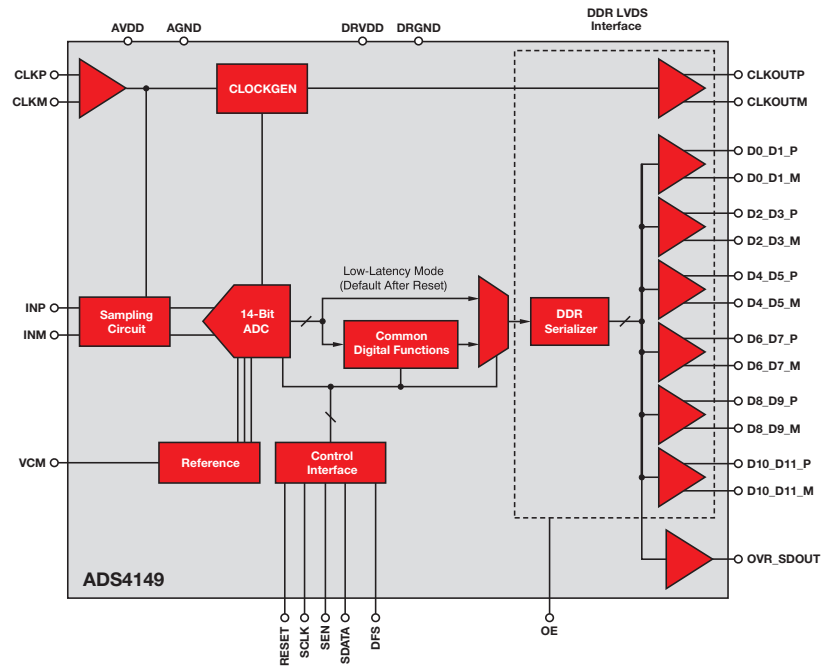 DDR LVDS
Interface
AVDD
AGND
DRVDD
DRGND
CLKP
CLKM
CLOCKGEN
CLKOUTP
CLKOUTM
D0_D1_P
D0_D1_M
D2_D3_P
D2_D3_M
Low-Latency Mode
(Default After Reset)
D4_D5_P
D4_D5_M
INP
INM
Sampling
Circuit
14-Bit
ADC
Common
Digital Functions
DDR
Serializer
D6_D7_P
D6_D7_M
D8_D9_P
D8_D9_M
VCM
Reference
Control
Interface
D10_D11_P
D10_D11_M
OVR_SDOUT
ADS4149
RESET
SCLK
SEN
SDATA
DFS
OE